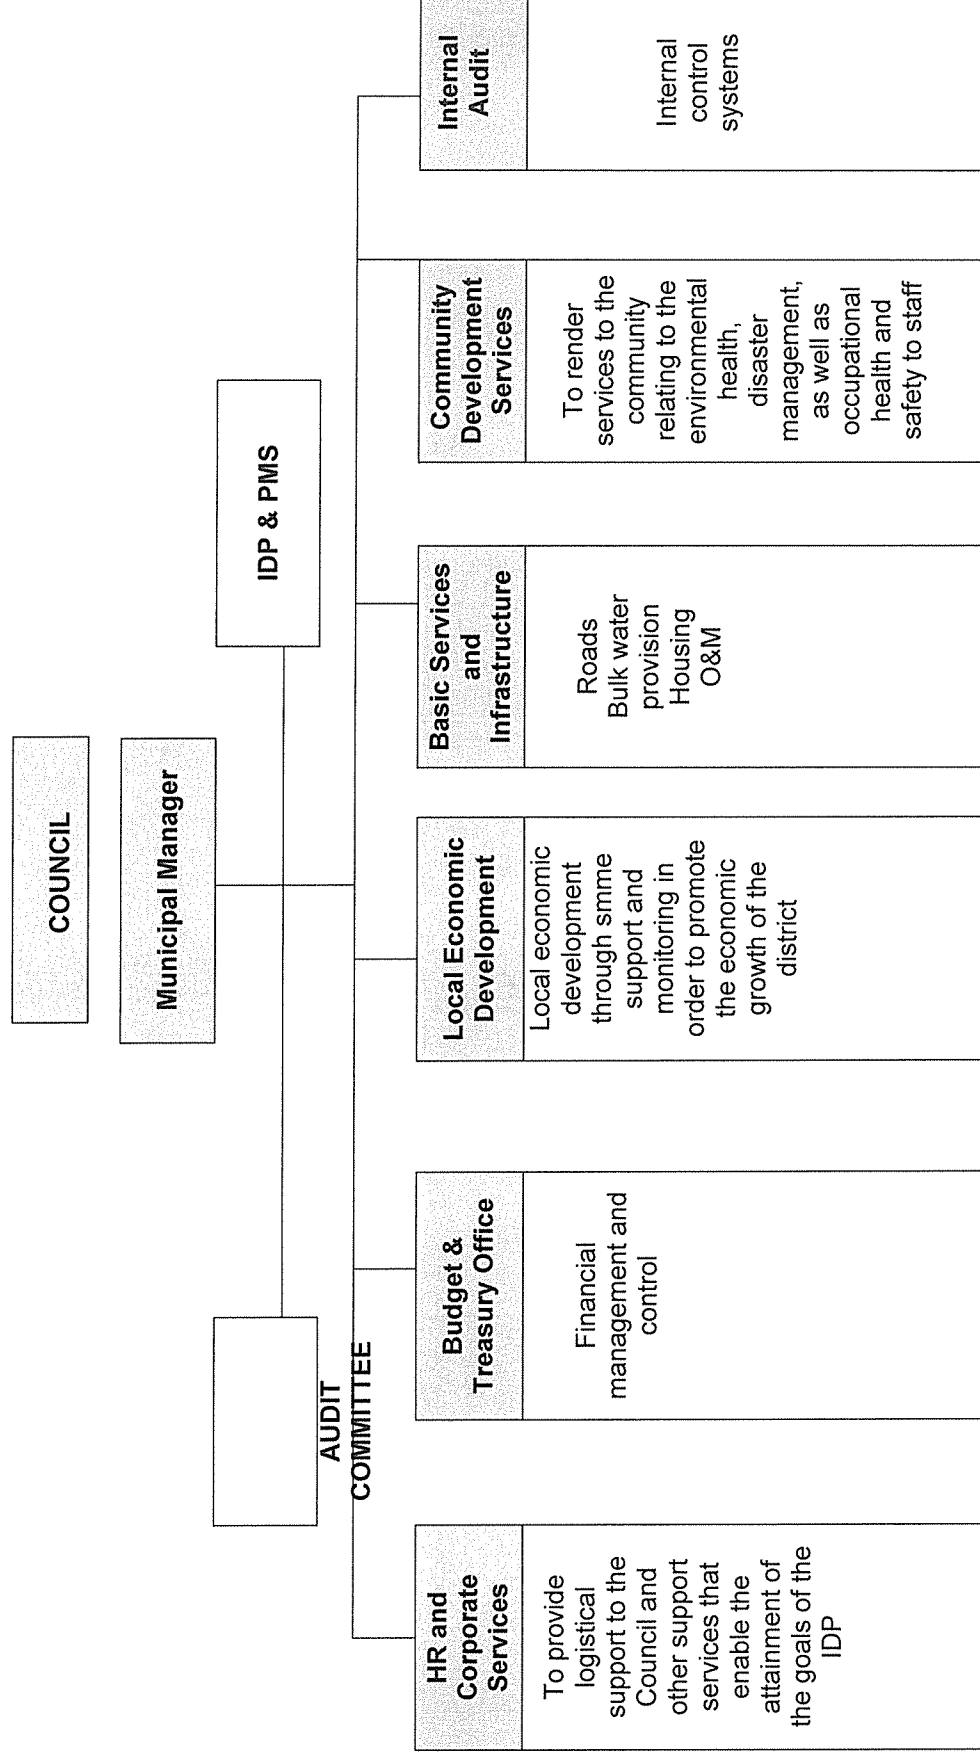 COUNCIL
Municipal Manager
IDP & PMS
AUDIT
COMMITTEE
HR and
Corporate
Services
To provide
logistical
support to the
Council and
other support
services that
enable the
attainment of
the goals of the
IDP
Budget &
Treasury Office
Financial
management and
control
Local Economic
Development
Local economic
development
through smme
support and
monitoring in
order to promote
the economic
growth of the
district
Basic Services
and
Infrastructure
Roads
Bulk water
provision
Housing
O&M
Community
Development
Services
To render
services to the
community
relating to the
environmental
health,
disaster
management,
as well as
occupational
health and
safety to staff
Internal
Audit
Internal
control
systems